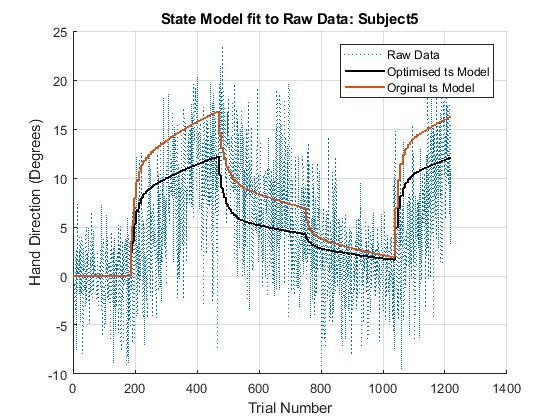 State Model fit to Raw Data: Subject5
Raw Data
Optimised ts Model
Orginal ts Model
25
20
15
10
5
0
-5
-10
Hand Direction (Degrees)
0
200
400
600
800
1000
1200
1400
Trial Number